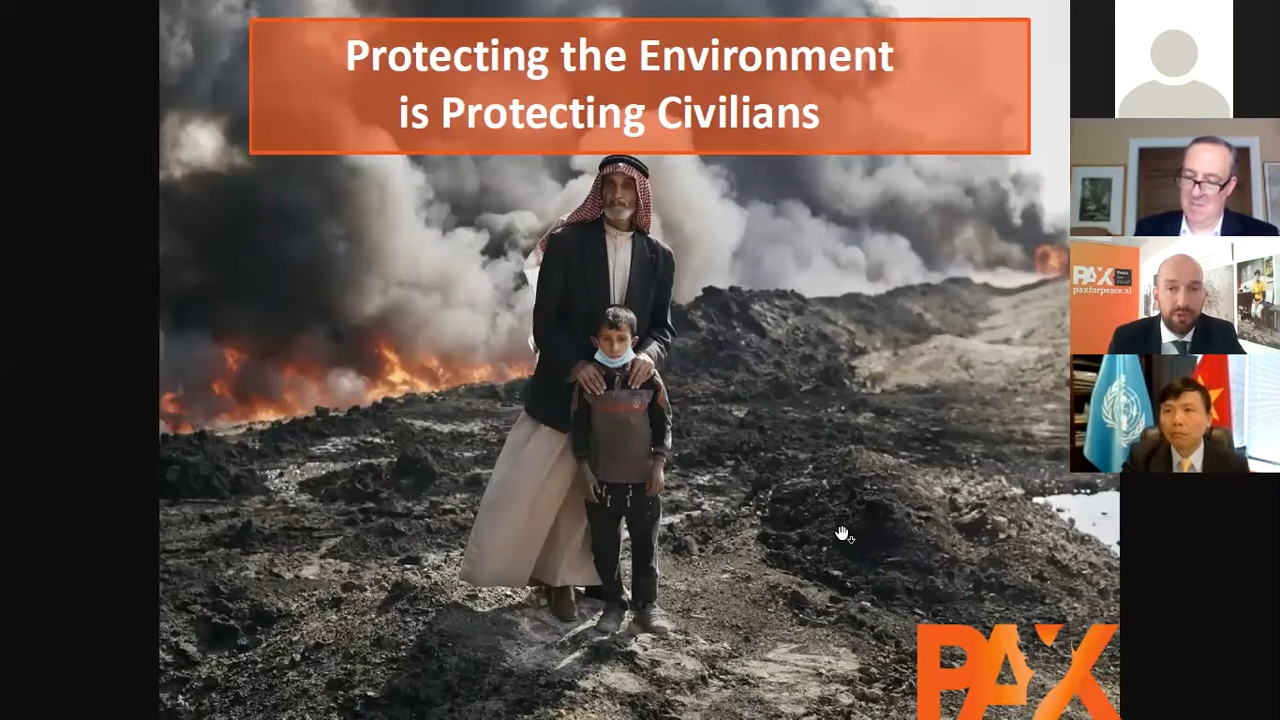 Protecting the Environment
is Protecting Civilians
PAX
paxforpeace.nl
PAX